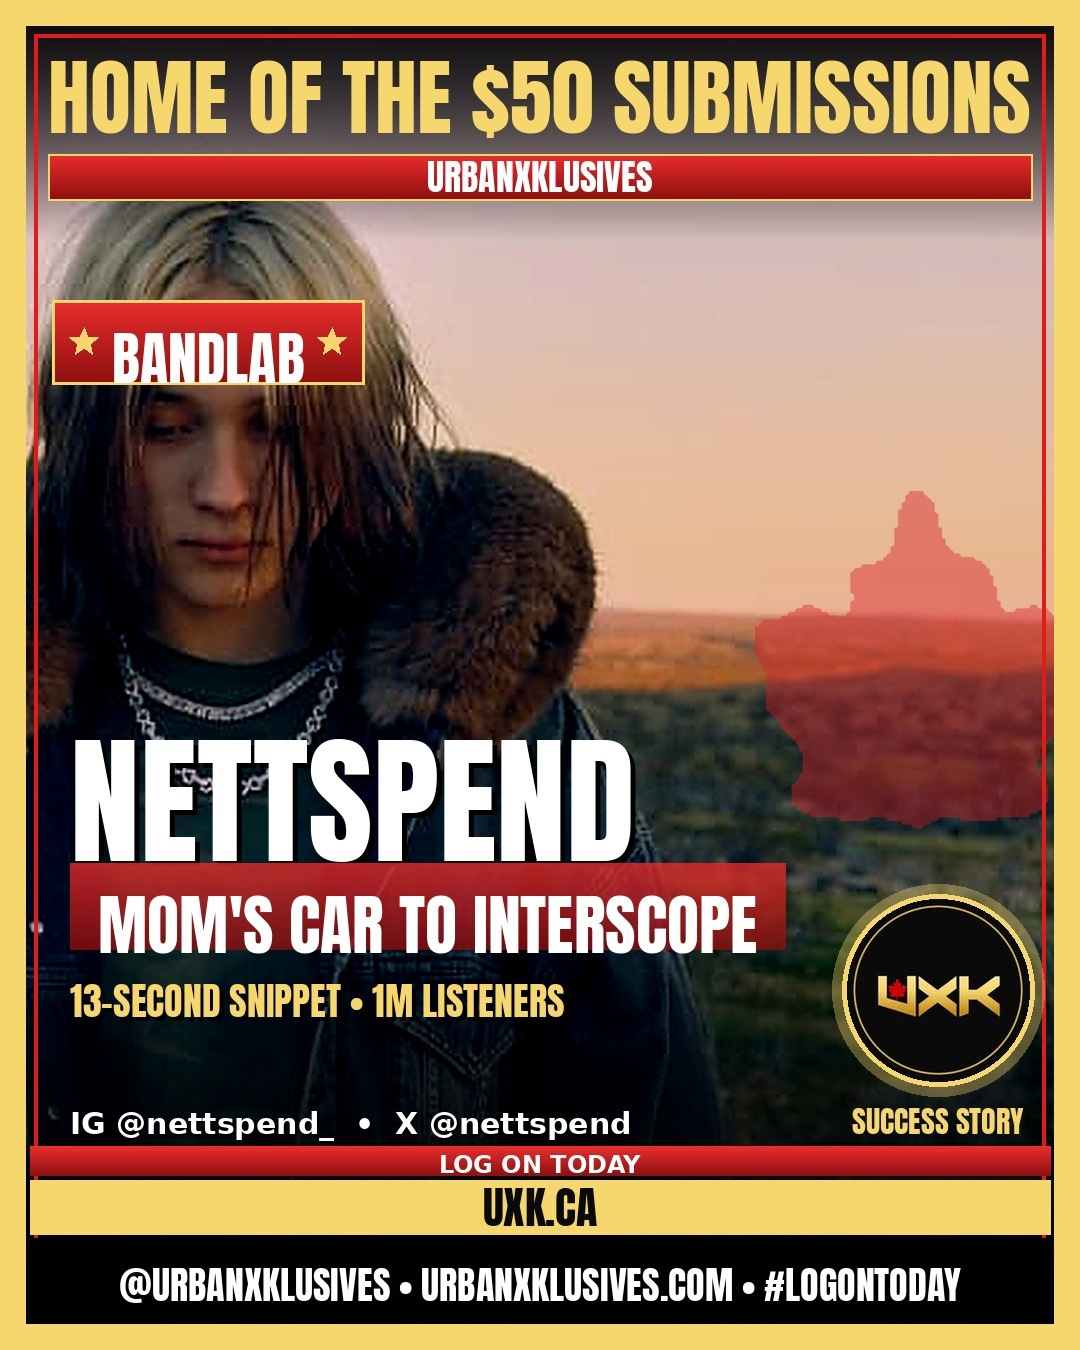 HOME OF THE $50 SUBMISSIONS
URBANXKLUSIVES
BANDLAB
NETTSPEND
MOM'S CAR TO INTERSCOPE
13-SECOND SNIPPET • 1M LISTENERS
UXK
SUCCESS STORY
IG @nettspend_ • X @nettspend
LOG ON TODAY
UXK.CA
@URBANXKLUSIVES • URBANXKLUSIVES.COM • #LOGONTODAY